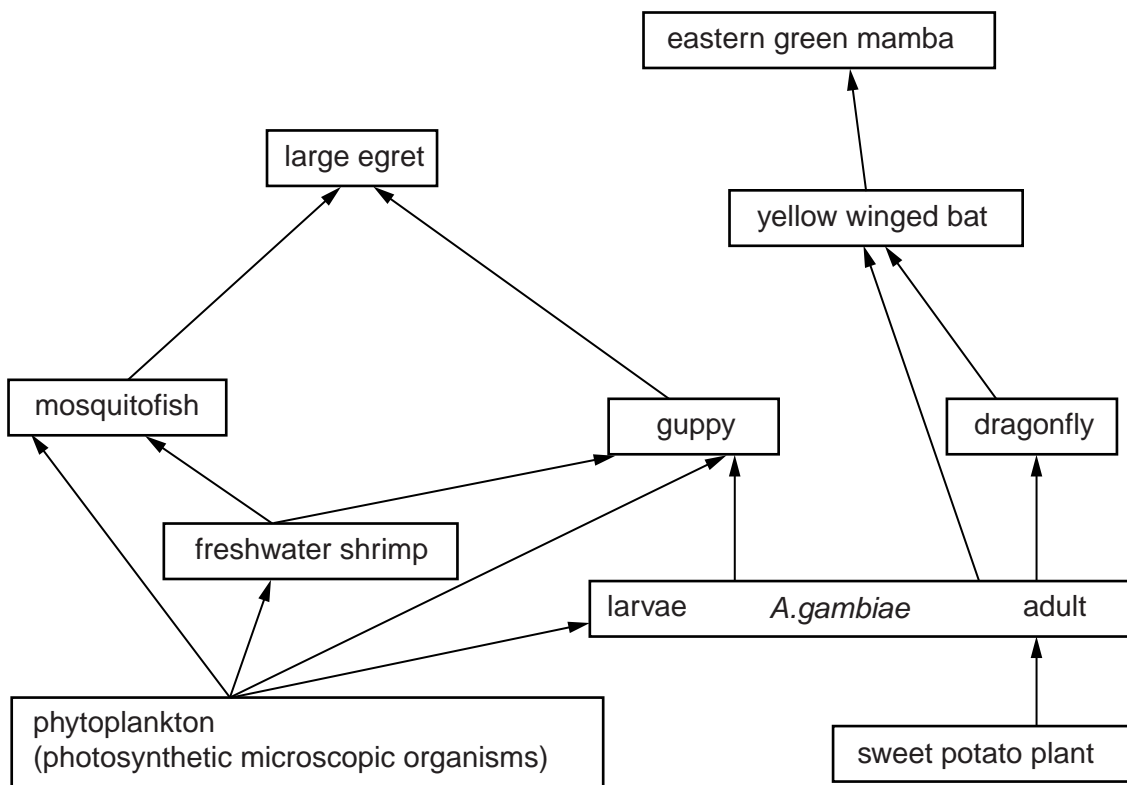 eastern green mamba
large egret
yellow winged bat
mosquitofish
guppy
dragonfly
freshwater shrimp
larvae A.gambiae adult
phytoplankton
(photosynthetic microscopic organisms)
sweet potato plant